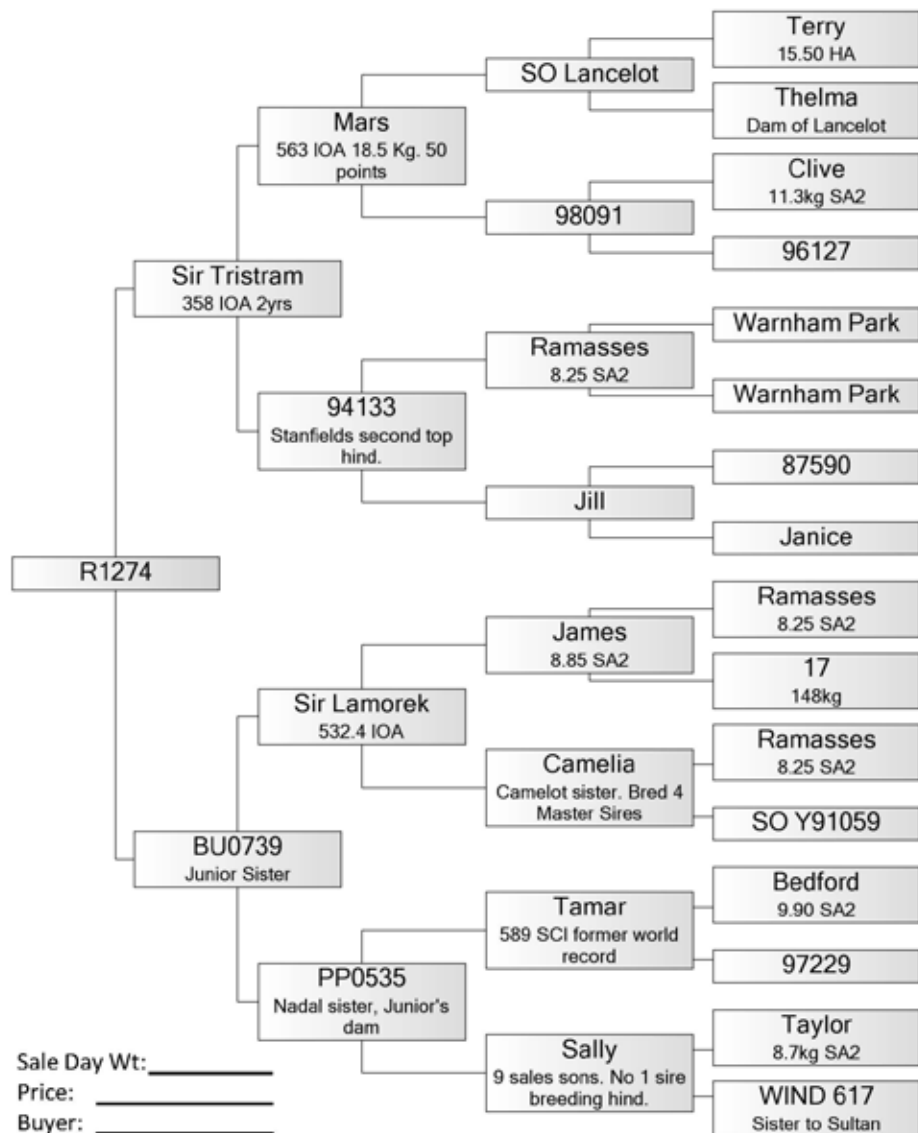 Terry
15.50 HA
SO Lancelot
Thelma
Dam of Lancelot
Mars
563 IOA 18.5 Kg. 50
points
Clive
11.3kg SA2
98091
96127
Sir Tristram
358 IOA 2yrs
Warnham Park
Ramasses
8.25 SA2
Warnham Park
94133
Stanfields second top
hind.
87590
Jill
Janice
R1274
Ramasses
8.25 SA2
James
8.85 SA2
17
148kg
Sir Lamorek
532.4 IOA
Ramasses
8.25 SA2
Camelia
Camelot sister. Bred 4
Master Sires
SO Y91059
BU0739
Junior Sister
Bedford
9.90 SA2
Tamar
589 SCI former world
record
97229
PP0535
Nadal sister, Junior's
dam
Taylor
8.7kg SA2
Sally
9 sales sons. No 1 sire
breeding hind.
WIND 617
Sister to Sultan
Sale Day Wt:
Price:
Buyer: